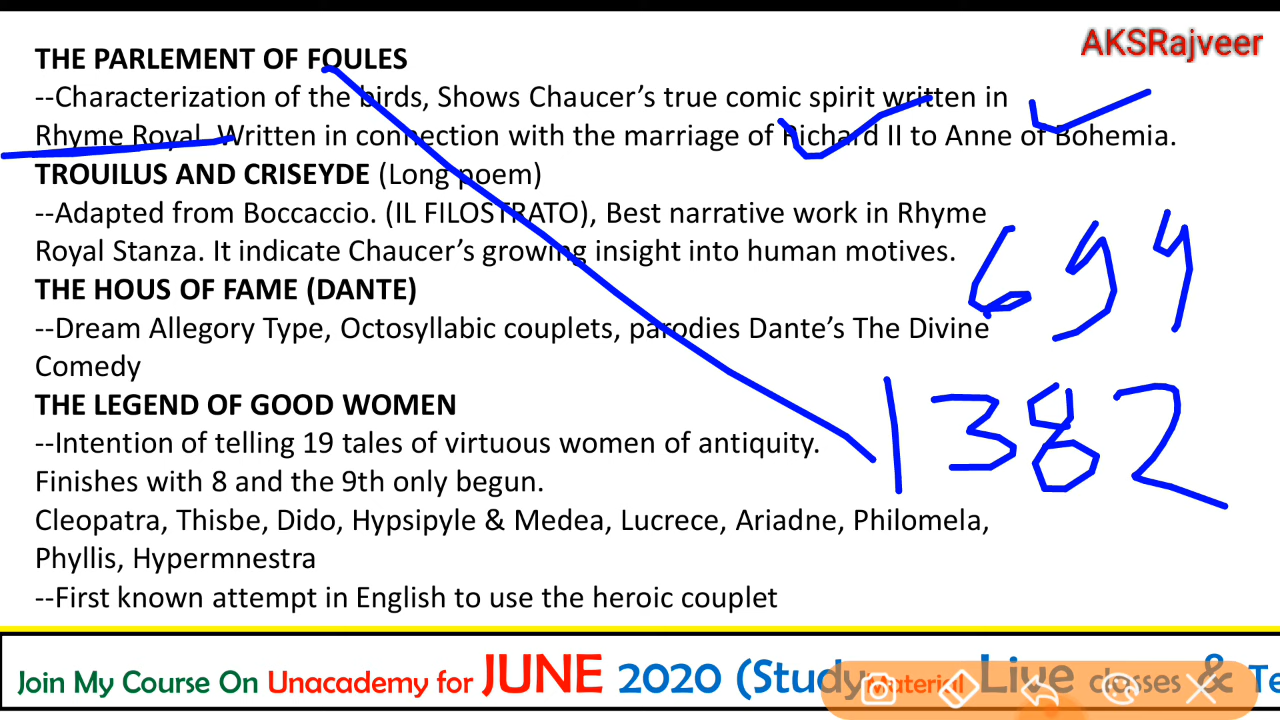 AKSRajveer
THE PARLEMENT OF FOULES
--Characterization of the birds, Shows Chaucer's true comic spirit written in
Rhyme Royal. Written in connection with the marriage of Richard II to Anne of Bohemia.
TROUILUS AND CRISEYDE (Long poem)
--Adapted from Boccaccio. (IL FILOSTRATO), Best narrative work in Rhyme
Royal Stanza. It indicate Chaucer's growing insight into human motives.
699
THE HOUS OF FAME (DANTE)
--Dream Allegory Type, Octosyllabic couplets, parodies Dante's The Divine
Comedy
THE LEGEND OF GOOD WOMEN
1382
--Intention of telling 19 tales of virtuous women of antiquity.
Finishes with 8 and the 9th only begun.
Cleopatra, Thisbe, Dido, Hypsipyle & Medea, Lucrece, Ariadne, Philomela,
Phyllis, Hypermnestra
--First known attempt in English to use the heroic couplet
Join My Course On Unacademy for JUNE 2020 (Study Material Live classes & Te